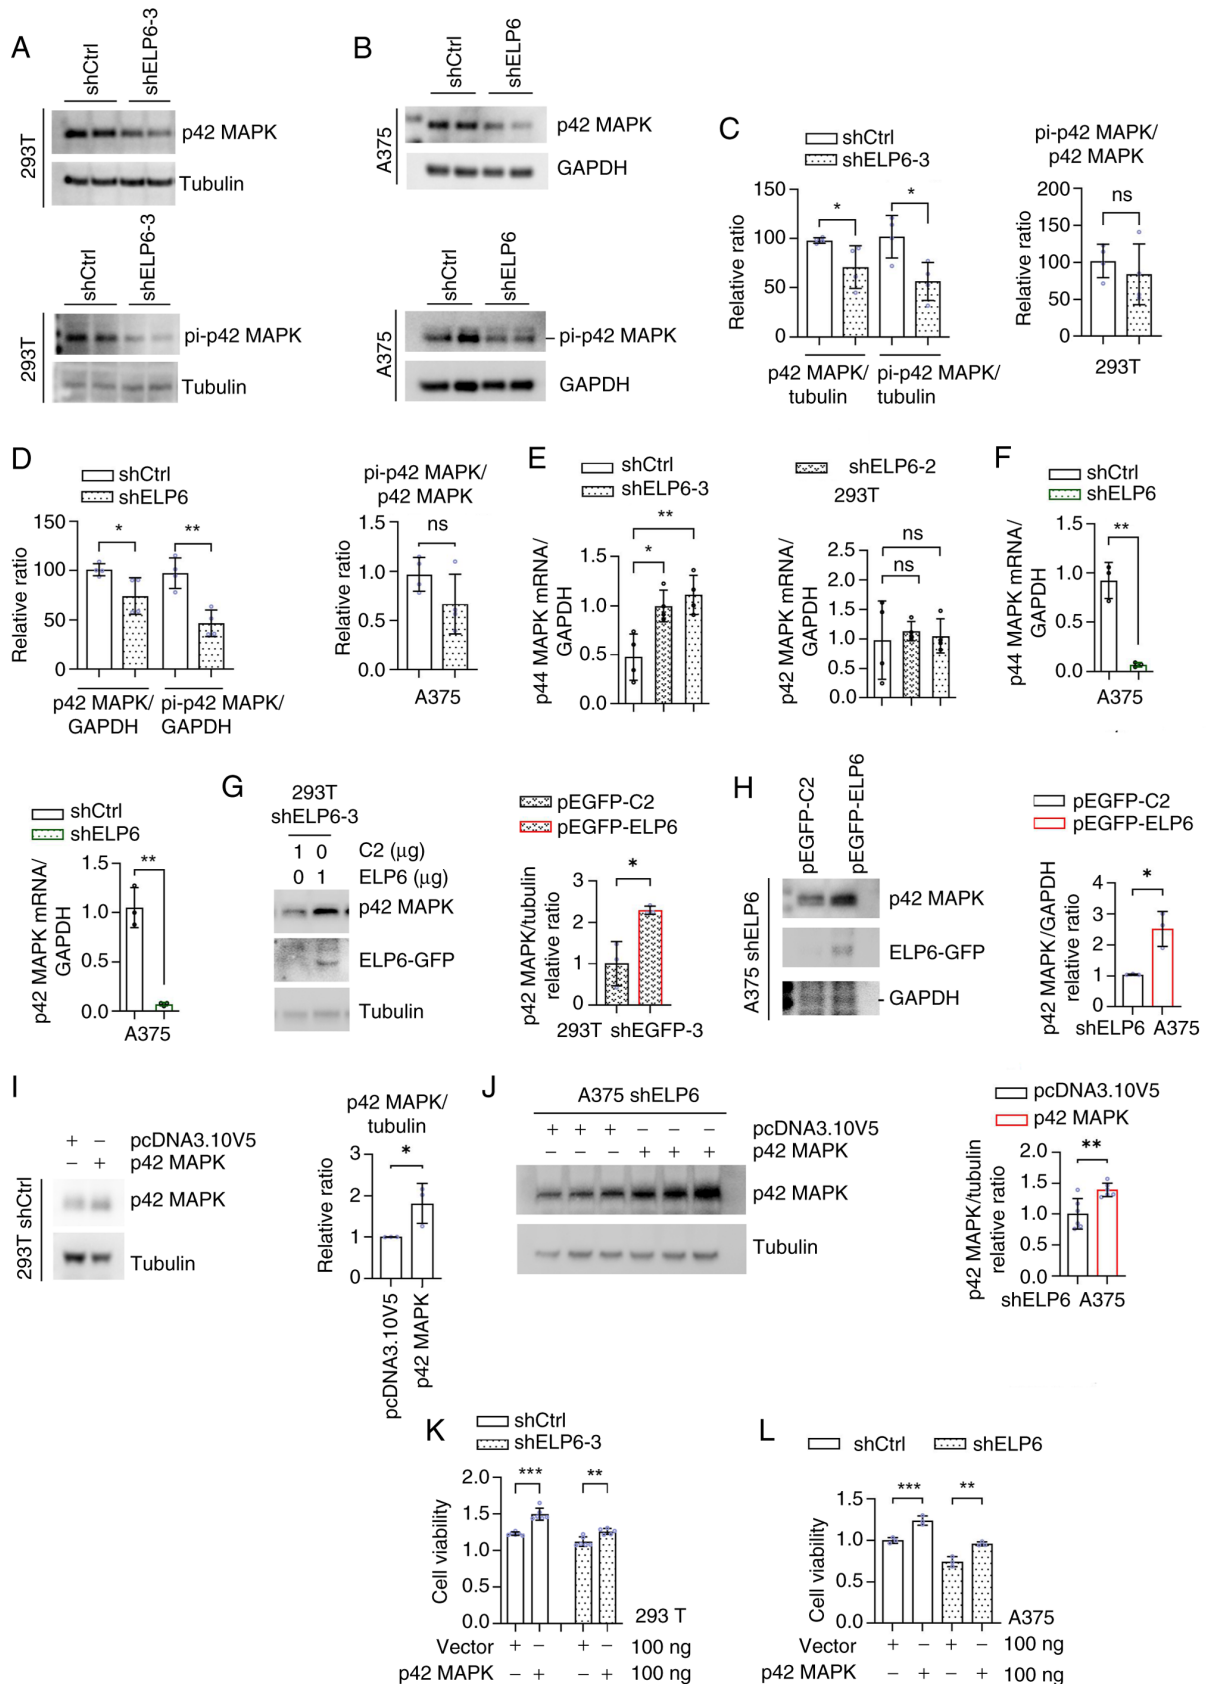 A
shCtrl
shELP6-3
293T
p42 MAPK
Tubulin
shCtrl
shELP6-3
293T
pi-p42 MAPK
Tubulin
B
shCtrl
shELP6
A375
p42 MAPK
GAPDH
shCtrl
shELP6
A375
pi-p42 MAPK
GAPDH
C
shCtrl
shELP6-3
Relative ratio
150
100
50
0
*
*
p42 MAPK/
tubulin
pi-p42 MAPK/
tubulin
pi-p42 MAPK/
p42 MAPK
Relative ratio
200
150
100
50
0
ns
293T
D
shCtrl
shELP6
Relative ratio
150
100
50
0
*
**
p42 MAPK/
GAPDH
pi-p42 MAPK/
GAPDH
pi-p42 MAPK/
p42 MAPK
Relative ratio
1.5
1.0
0.5
0
ns
A375
E
shCtrl
shELP6-3
shELP6-2
293T
p44 MAPK mRNA/
GAPDH
1.5
1.0
0.5
0.0
**
*
p42 MAPK mRNA/
GAPDH
2.5
2.0
1.5
1.0
0.5
0.0
ns
ns
F
shCtrl
shELP6
p44 MAPK mRNA/
GAPDH
1.5
1.0
0.5
0.0
**
A375
shCtrl
shELP6
p42 MAPK mRNA/
GAPDH
1.5
1.0
0.5
0.0
**
A375
G
293T
shELP6-3
1 0 C2 (µg)
0 1 ELP6 (µg)
p42 MAPK
ELP6-GFP
Tubulin
pEGFP-C2
pEGFP-ELP6
p42 MAPK/tubulin
relative ratio
3
2
1
0
*
293T shEGFP-3
H
pEGFP-C2
pEGFP-ELP6
A375 shELP6
p42 MAPK
ELP6-GFP
GAPDH
pEGFP-C2
pEGFP-ELP6
p42 MAPK/GAPDH
relative ratio
4
3
2
1
0
*
shELP6 A375
I
+ − pcDNA3.10V5
− + p42 MAPK
293T shCtrl
p42 MAPK
Tubulin
p42 MAPK/
tubulin
Relative ratio
3
2
1
0
*
pcDNA3.10V5
p42 MAPK
J
A375 shELP6
+ + + − − − pcDNA3.10V5
− − − + + + p42 MAPK
p42 MAPK
Tubulin
pcDNA3.10V5
p42 MAPK
p42 MAPK/tubulin
relative ratio
2.0
1.5
1.0
0.5
0.0
**
shELP6 A375
K
shCtrl
shELP6-3
Cell viability
2.0
1.5
1.0
0.5
0.0
***
**
293 T
Vector + − + − 100 ng
p42 MAPK − + − + 100 ng
L
shCtrl
shELP6
Cell viability
1.5
1.0
0.5
0.0
***
**
A375
Vector + − + − 100 ng
p42 MAPK − + − + 100 ng